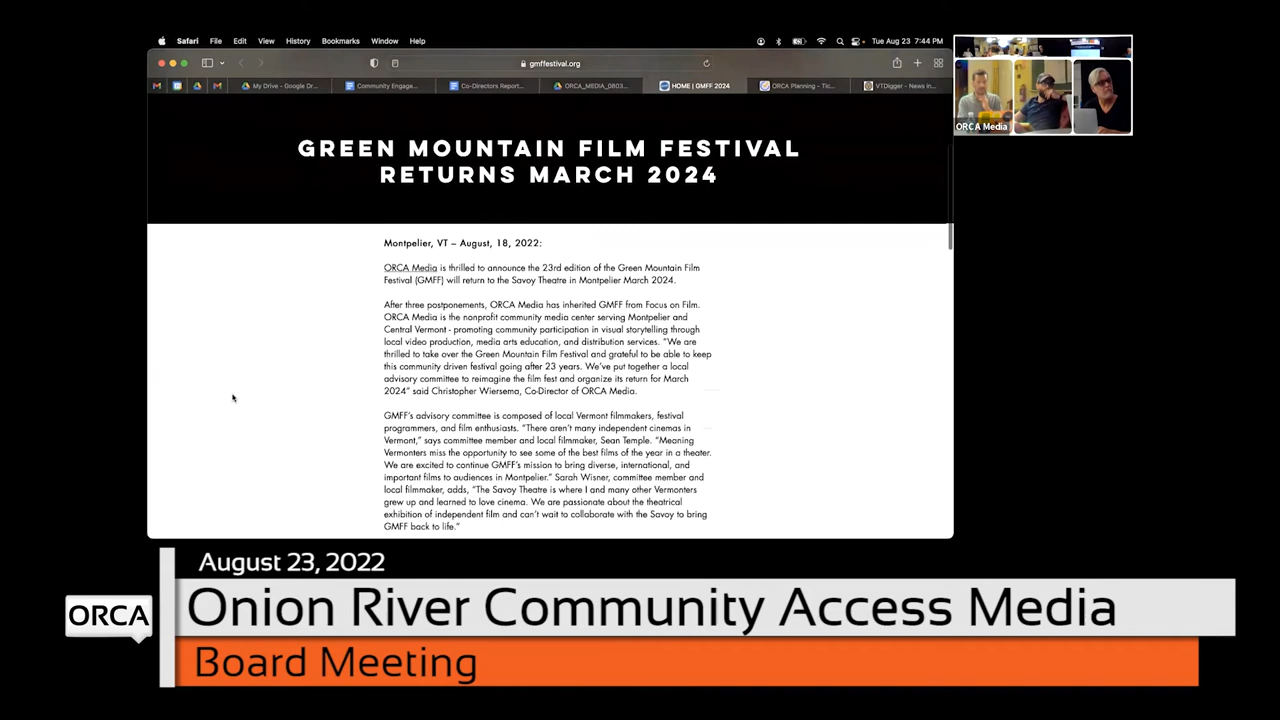 Safari File Edit View History Bookmarks Window Help Tue Aug 23 7:44 PM
gmffestival.org
My Drive - Google Dr... Community Engage... Co-Directors Report... ORCA_MEDIA_0803... HOME | GMFF 2024 ORCA Planning - Tic... VTDigger - News in...
ORCA Media
GREEN MOUNTAIN FILM FESTIVAL
RETURNS MARCH 2024
Montpelier, VT – August, 18, 2022:
ORCA Media is thrilled to announce the 23rd edition of the Green Mountain Film
Festival (GMFF) will return to the Savoy Theatre in Montpelier March 2024.
After three postponements, ORCA Media has inherited GMFF from Focus on Film.
ORCA Media is the nonprofit community media center serving Montpelier and
Central Vermont - promoting community participation in visual storytelling through
local video production, media arts education, and distribution services. "We are
thrilled to take over the Green Mountain Film Festival and grateful to be able to keep
this community driven festival going after 23 years. We've put together a local
advisory committee to reimagine the film fest and organize its return for March
2024" said Christopher Wiersema, Co-Director of ORCA Media.
GMFF's advisory committee is composed of local Vermont filmmakers, festival
programmers, and film enthusiasts. "There aren't many independent cinemas in
Vermont," says committee member and local filmmaker, Sean Temple. "Meaning
Vermonters miss the opportunity to see some of the best films of the year in a theater.
We are excited to continue GMFF's mission to bring diverse, international, and
important films to audiences in Montpelier." Sarah Wisner, committee member and
local filmmaker, adds, "The Savoy Theatre is where I and many other Vermonters
grew up and learned to love cinema. We are passionate about the theatrical
exhibition of independent film and can't wait to collaborate with the Savoy to bring
GMFF back to life."
August 23, 2022
ORCA
Onion River Community Access Media
Board Meeting